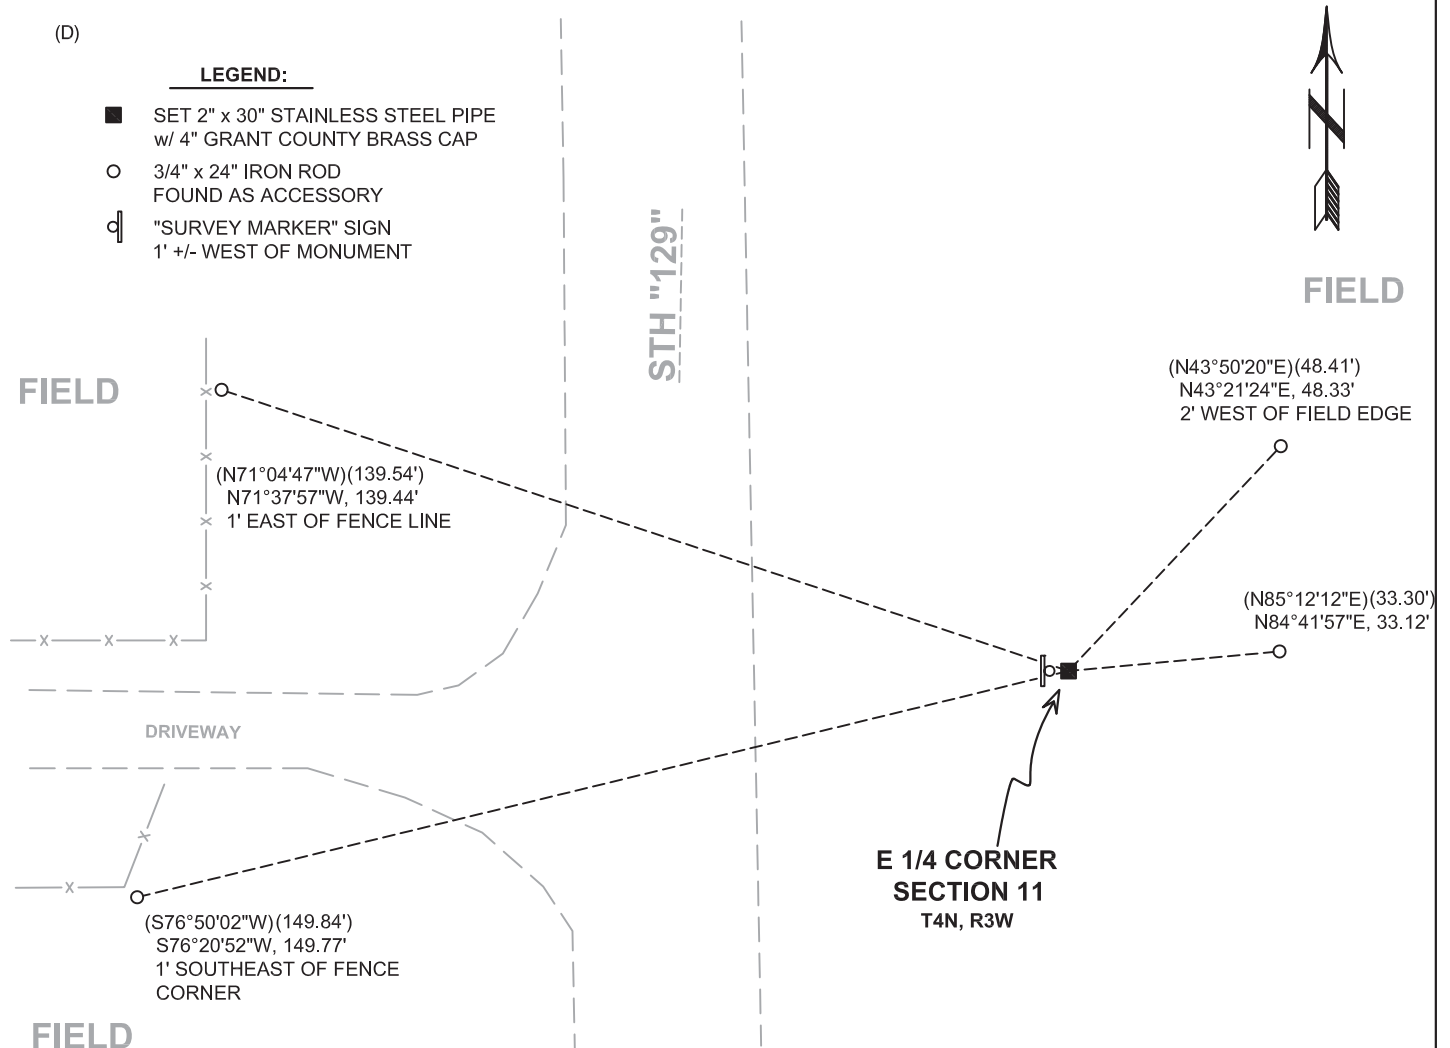 (D)
LEGEND:
SET 2" x 30" STAINLESS STEEL PIPE
w/ 4" GRANT COUNTY BRASS CAP
3/4" x 24" IRON ROD
FOUND AS ACCESSORY
"SURVEY MARKER" SIGN
1' +/- WEST OF MONUMENT
N
STH "129"
FIELD
FIELD
(N43°50'20"E)(48.41')
N43°21'24"E, 48.33'
2' WEST OF FIELD EDGE
(N71°04'47"W)(139.54')
N71°37'57"W, 139.44'
1' EAST OF FENCE LINE
(N85°12'12"E)(33.30')
N84°41'57"E, 33.12'
DRIVEWAY
E 1/4 CORNER
SECTION 11
T4N, R3W
(S76°50'02"W)(149.84')
S76°20'52"W, 149.77'
1' SOUTHEAST OF FENCE
CORNER
FIELD